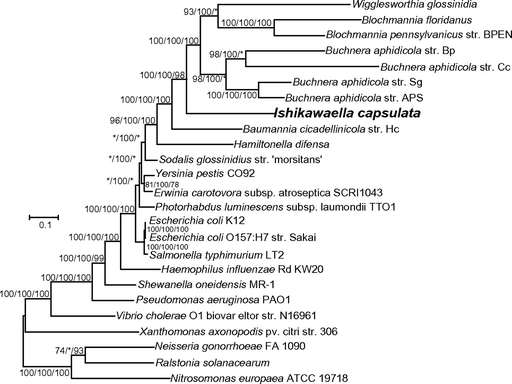 Wigglesworthia glossinidia
93/100/*
Blochmannia floridanus
100/100/100
Blochmannia pennsylvanicus str. BPEN
100/100/100
Buchnera aphidicola str. Bp
98/100/*
Buchnera aphidicola str. Cc
100/100/98
98/100/*
Buchnera aphidicola str. Sg
100/100/100
Buchnera aphidicola str. APS
100/100/100
Ishikawaella capsulata
96/100/100
Baumannia cicadellinicola str. Hc
Hamiltonella difensa
*/100/*
Sodalis glossinidius str. 'morsitans'
*/100/*
Yersinia pestis CO92
*/100/*
81/100/78
Erwinia carotovora subsp. atroseptica SCRI1043
100/100/100
Photorhabdus luminescens subsp. laumondii TTO1
0.1
Escherichia coli K12
100/100/100
Escherichia coli O157:H7 str. Sakai
100/100/100
100/100/100
Salmonella typhimurium LT2
100/100/99
Haemophilus influenzae Rd KW20
100/100/100
Shewanella oneidensis MR-1
100/100/100
Pseudomonas aeruginosa PAO1
Vibrio cholerae O1 biovar eltor str. N16961
Xanthomonas axonopodis pv. citri str. 306
Neisseria gonorrhoeae FA 1090
74/*/93
Ralstonia solanacearum
100/100/100
Nitrosomonas europaea ATCC 19718